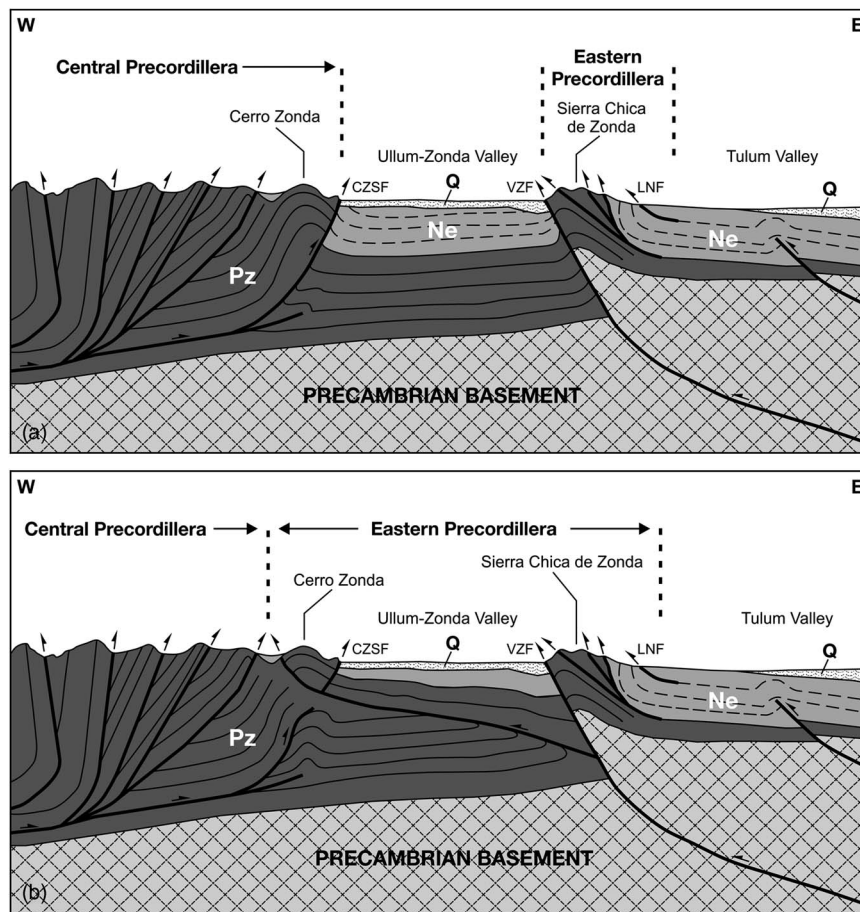 W
E
Central Precordillera
Eastern
Precordillera
Cerro Zonda
Sierra Chica
de Zonda
Ullum-Zonda Valley
Tulum Valley
CZSF
Q
VZF
LNF
Q
Ne
Ne
Pz
PRECAMBRIAN BASEMENT
(a)
W
E
Central Precordillera
Eastern Precordillera
Sierra Chica de Zonda
Cerro Zonda
Ullum-Zonda Valley
Tulum Valley
CZSF
Q
VZF
LNF
Q
Ne
Pz
PRECAMBRIAN BASEMENT
(b)